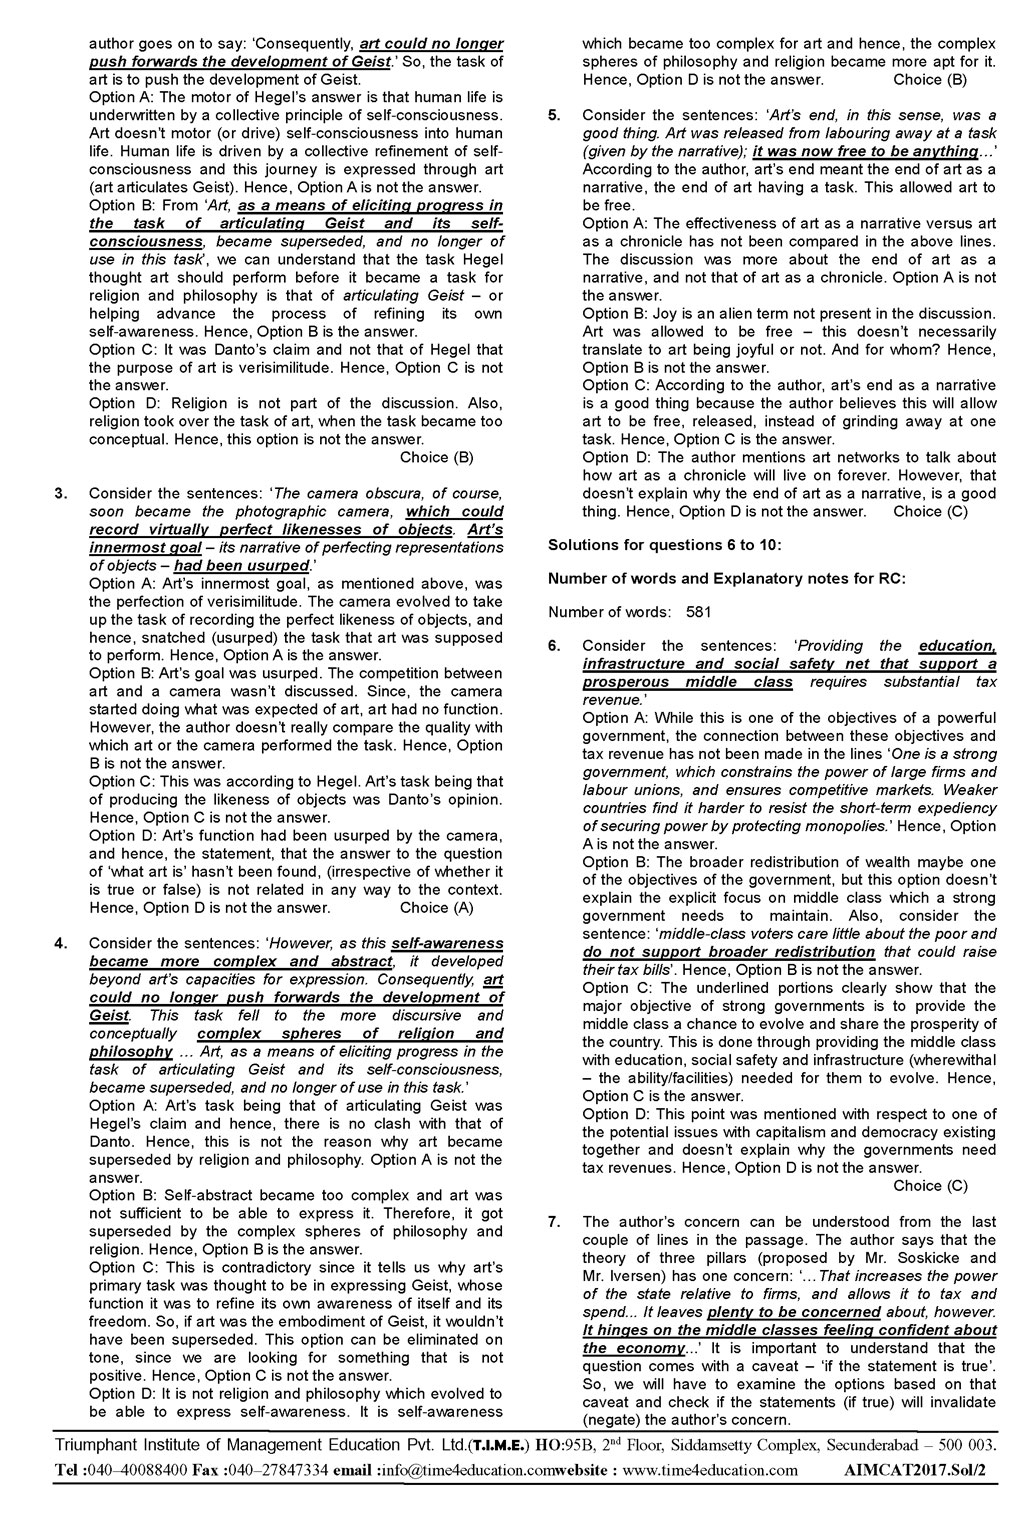 author goes on to say: ‘Consequently, art could no longer
push forwards the development of Geist.’ So, the task of
art is to push the development of Geist.
Option A: The motor of Hegel’s answer is that human life is
underwritten by a collective principle of self-consciousness.
Art doesn’t motor (or drive) self-consciousness into human
life. Human life is driven by a collective refinement of self-
consciousness and this journey is expressed through art
(art articulates Geist). Hence, Option A is not the answer.
Option B: From ‘Art, as a means of eliciting progress in
the task of articulating Geist and its self-
consciousness, became superseded, and no longer of
use in this task’, we can understand that the task Hegel
thought art should perform before it became a task for
religion and philosophy is that of articulating Geist – or
helping advance the process of refining its own
self-awareness. Hence, Option B is the answer.
Option C: It was Danto’s claim and not that of Hegel that
the purpose of art is verisimilitude. Hence, Option C is not
the answer.
Option D: Religion is not part of the discussion. Also,
religion took over the task of art, when the task became too
conceptual. Hence, this option is not the answer.
Choice (B)
3. Consider the sentences: ‘The camera obscura, of course,
soon became the photographic camera, which could
record virtually perfect likenesses of objects. Art’s
innermost goal – its narrative of perfecting representations
of objects – had been usurped.’
Option A: Art’s innermost goal, as mentioned above, was
the perfection of verisimilitude. The camera evolved to take
up the task of recording the perfect likeness of objects, and
hence, snatched (usurped) the task that art was supposed
to perform. Hence, Option A is the answer.
Option B: Art’s goal was usurped. The competition between
art and a camera wasn’t discussed. Since, the camera
started doing what was expected of art, art had no function.
However, the author doesn’t really compare the quality with
which art or the camera performed the task. Hence, Option
B is not the answer.
Option C: This was according to Hegel. Art’s task being that
of producing the likeness of objects was Danto’s opinion.
Hence, Option C is not the answer.
Option D: Art’s function had been usurped by the camera,
and hence, the statement, that the answer to the question
of ‘what art is’ hasn’t been found, (irrespective of whether it
is true or false) is not related in any way to the context.
Hence, Option D is not the answer. Choice (A)
4. Consider the sentences: ‘However, as this self-awareness
became more complex and abstract, it developed
beyond art’s capacities for expression. Consequently, art
could no longer push forwards the development of
Geist. This task fell to the more discursive and
conceptually complex spheres of religion and
philosophy … Art, as a means of eliciting progress in the
task of articulating Geist and its self-consciousness,
became superseded, and no longer of use in this task.’
Option A: Art’s task being that of articulating Geist was
Hegel’s claim and hence, there is no clash with that of
Danto. Hence, this is not the reason why art became
superseded by religion and philosophy. Option A is not the
answer.
Option B: Self-abstract became too complex and art was
not sufficient to be able to express it. Therefore, it got
superseded by the complex spheres of philosophy and
religion. Hence, Option B is the answer.
Option C: This is contradictory since it tells us why art’s
primary task was thought to be in expressing Geist, whose
function it was to refine its own awareness of itself and its
freedom. So, if art was the embodiment of Geist, it wouldn’t
have been superseded. This option can be eliminated on
tone, since we are looking for something that is not
positive. Hence, Option C is not the answer.
Option D: It is not religion and philosophy which evolved to
be able to express self-awareness. It is self-awareness
which became too complex for art and hence, the complex
spheres of philosophy and religion became more apt for it.
Hence, Option D is not the answer. Choice (B)
5. Consider the sentences: ‘Art’s end, in this sense, was a
good thing. Art was released from labouring away at a task
(given by the narrative); it was now free to be anything…’
According to the author, art’s end meant the end of art as a
narrative, the end of art having a task. This allowed art to
be free.
Option A: The effectiveness of art as a narrative versus art
as a chronicle has not been compared in the above lines.
The discussion was more about the end of art as a
narrative, and not that of art as a chronicle. Option A is not
the answer.
Option B: Joy is an alien term not present in the discussion.
Art was allowed to be free – this doesn’t necessarily
translate to art being joyful or not. And for whom? Hence,
Option B is not the answer.
Option C: According to the author, art’s end as a narrative
is a good thing because the author believes this will allow
art to be free, released, instead of grinding away at one
task. Hence, Option C is the answer.
Option D: The author mentions art networks to talk about
how art as a chronicle will live on forever. However, that
doesn’t explain why the end of art as a narrative, is a good
thing. Hence, Option D is not the answer. Choice (C)
Solutions for questions 6 to 10:
Number of words and Explanatory notes for RC:
Number of words: 581
6. Consider the sentences: ‘Providing the education,
infrastructure and social safety net that support a
prosperous middle class requires substantial tax
revenue.’
Option A: While this is one of the objectives of a powerful
government, the connection between these objectives and
tax revenue has not been made in the lines ‘One is a strong
government, which constrains the power of large firms and
labour unions, and ensures competitive markets. Weaker
countries find it harder to resist the short-term expediency
of securing power by protecting monopolies.’ Hence, Option
A is not the answer.
Option B: The broader redistribution of wealth maybe one
of the objectives of the government, but this option doesn’t
explain the explicit focus on middle class which a strong
government needs to maintain. Also, consider the
sentence: ‘middle-class voters care little about the poor and
do not support broader redistribution that could raise
their tax bills’. Hence, Option B is not the answer.
Option C: The underlined portions clearly show that the
major objective of strong governments is to provide the
middle class a chance to evolve and share the prosperity of
the country. This is done through providing the middle class
with education, social safety and infrastructure (wherewithal
– the ability/facilities) needed for them to evolve. Hence,
Option C is the answer.
Option D: This point was mentioned with respect to one of
the potential issues with capitalism and democracy existing
together and doesn’t explain why the governments need
tax revenues. Hence, Option D is not the answer.
Choice (C)
7. The author’s concern can be understood from the last
couple of lines in the passage. The author says that the
theory of three pillars (proposed by Mr. Soskicke and
Mr. Iversen) has one concern: ‘…That increases the power
of the state relative to firms, and allows it to tax and
spend... It leaves plenty to be concerned about, however.
It hinges on the middle classes feeling confident about
the economy...’ It is important to understand that the
question comes with a caveat – ‘if the statement is true’.
So, we will have to examine the options based on that
caveat and check if the statements (if true) will invalidate
(negate) the author’s concern.
Triumphant Institute of Management Education Pvt. Ltd.(T.I.M.E.) HO:95B, 2nd Floor, Siddamsetty Complex, Secunderabad – 500 003.
Tel :040–40088400 Fax :040–27847334 email :info@time4education.comwebsite : www.time4education.com AIMCAT2017.Sol/2